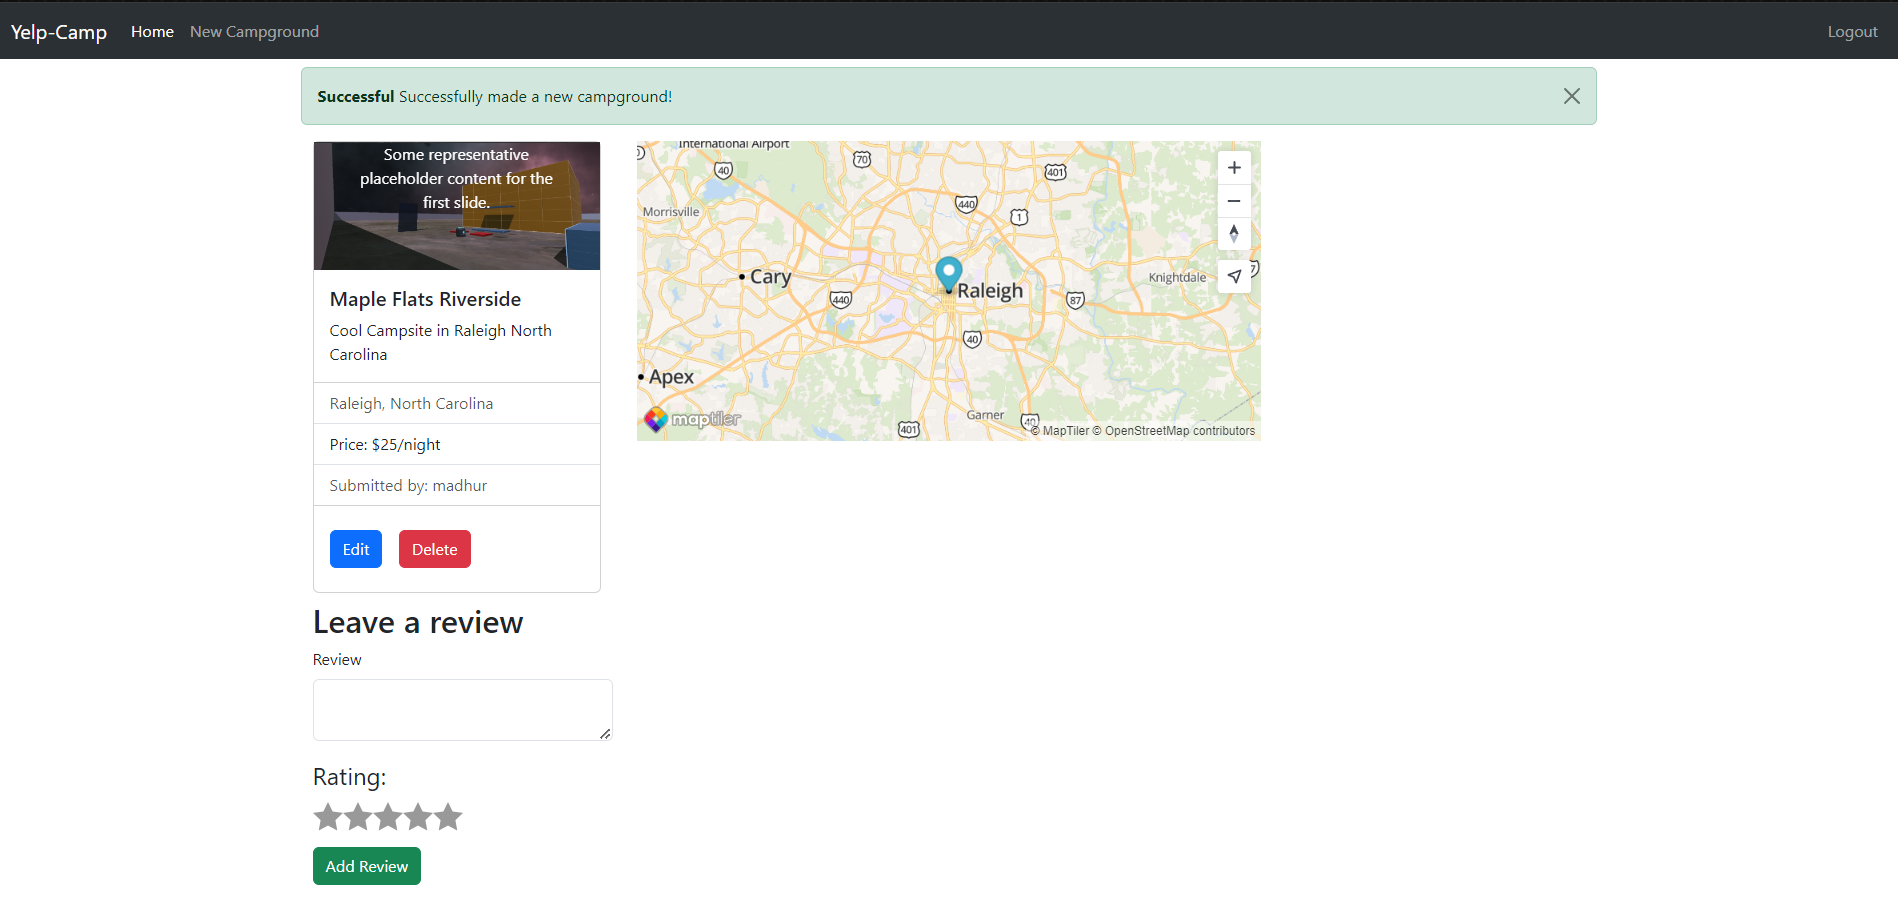 Yelp-Camp Home New Campground Logout
Successful Successfully made a new campground!
Some representative
placeholder content for the
first slide.
Maple Flats Riverside
Cool Campsite in Raleigh North
Carolina
Raleigh, North Carolina
Price: $25/night
Submitted by: madhur
Edit Delete
International Airport
40
70
401
Morrisville
440
1
Cary
Knightdale
Raleigh
440
87
40
Apex
Garner
maptiler
401
40
© MapTiler © OpenStreetMap contributors
Leave a review
Review
Rating:
Add Review